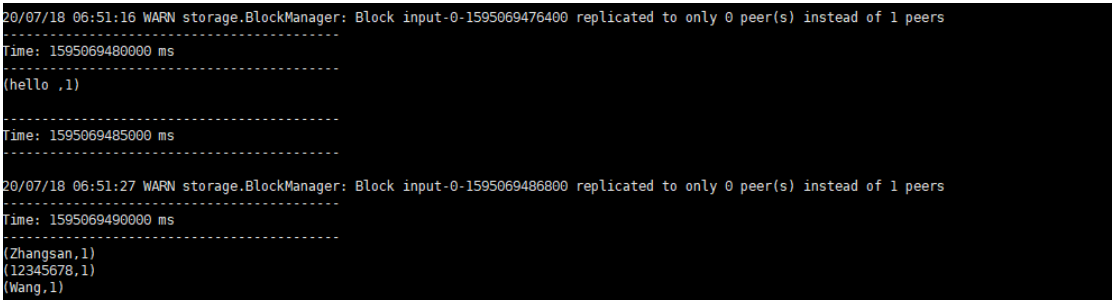 20/07/18 06:51:16 WARN storage.BlockManager: Block input-0-1595069476400 replicated to only 0 peer(s) instead of 1 peers
-------------------------------------------
Time: 1595069480000 ms
-------------------------------------------
(hello ,1)
-------------------------------------------
Time: 1595069485000 ms
-------------------------------------------
20/07/18 06:51:27 WARN storage.BlockManager: Block input-0-1595069486800 replicated to only 0 peer(s) instead of 1 peers
-------------------------------------------
Time: 1595069490000 ms
-------------------------------------------
(Zhangsan,1)
(12345678,1)
(Wang,1)